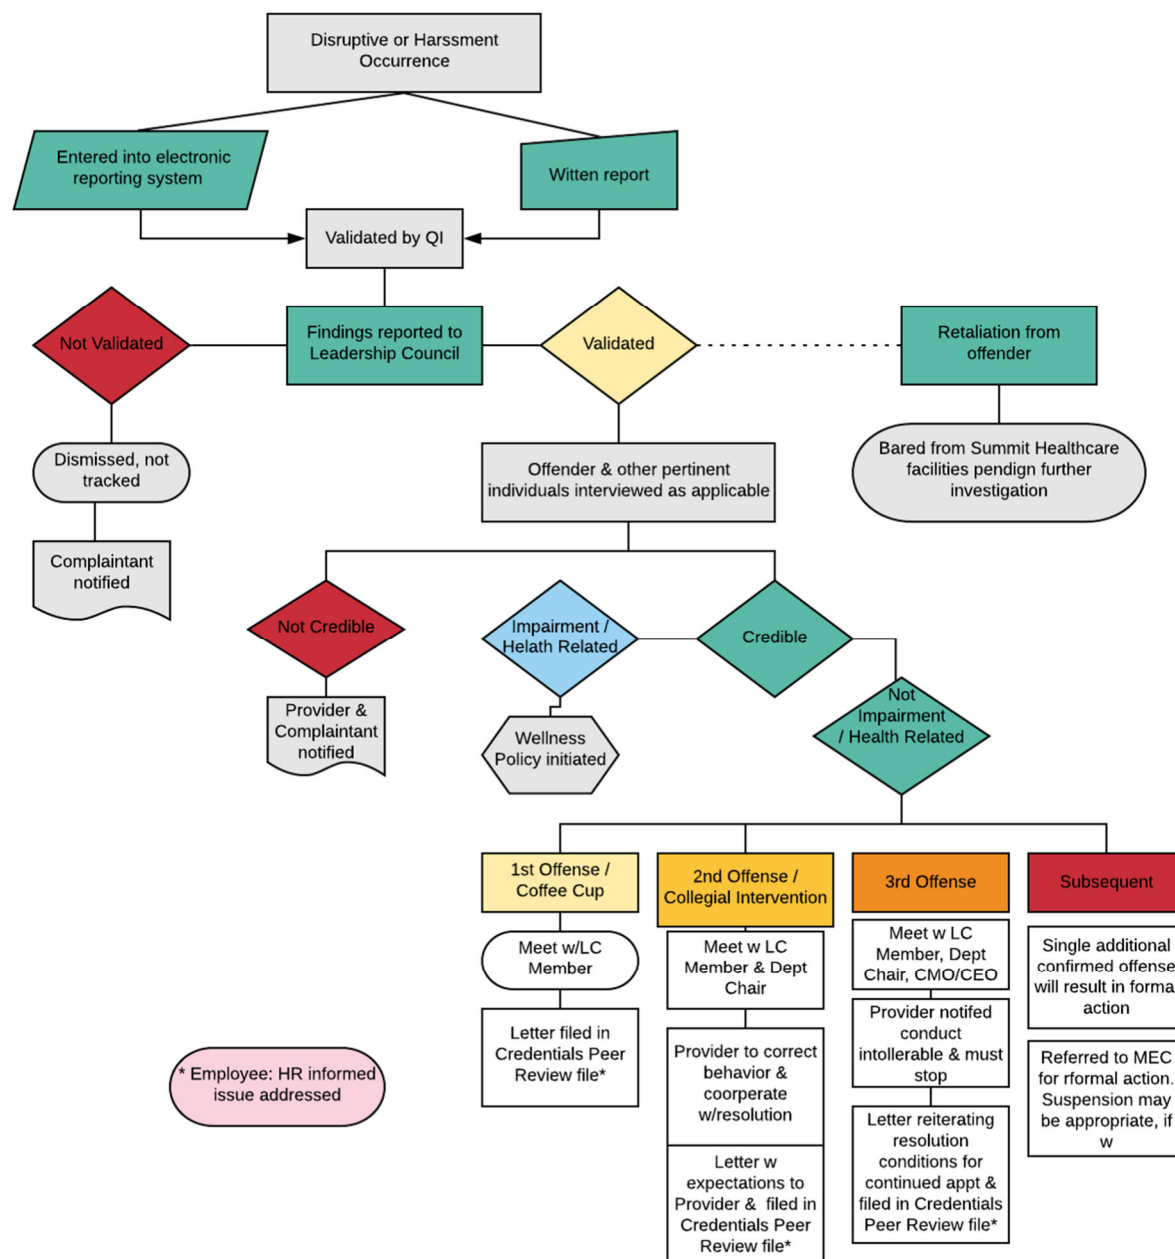 Disruptive or Harssment
Occurrence
Entered into electronic
reporting system
Witten report
Validated by QI
Not Validated
Findings reported to
Leadership Council
Validated
Retaliation from
offender
Dismissed, not
tracked
Offender & other pertinent
individuals interviewed as applicable
Bared from Summit Healthcare
facilities pendign further
investigation
Complaintant
notified
Not Credible
Impairment /
Helath Related
Credible
Not
Impairment
/ Health Related
Provider &
Complaintant
notified
Wellness
Policy initiated
1st Offense /
Coffee Cup
2nd Offense /
Collegial Intervention
3rd Offense
Subsequent
Meet w/LC
Member
Letter filed in
Credentials Peer
Review file*
Meet w LC
Member & Dept
Chair
Provider to correct
behavior &
coorperate
w/resolution
Letter w
expectations to
Provider & filed in
Credentials Peer
Review file*
Meet w LC
Member, Dept
Chair, CMO/CEO
Provider notifed
conduct
intollerable & must
stop
Letter reiterating
resolution
conditions for
continued appt &
filed in Credentials
Peer Review file*
Single additional
confirmed offense
will result in forma
action
Referred to MEC
for rformal action.
Suspension may
be appropriate, if
w
* Employee: HR informed
issue addressed